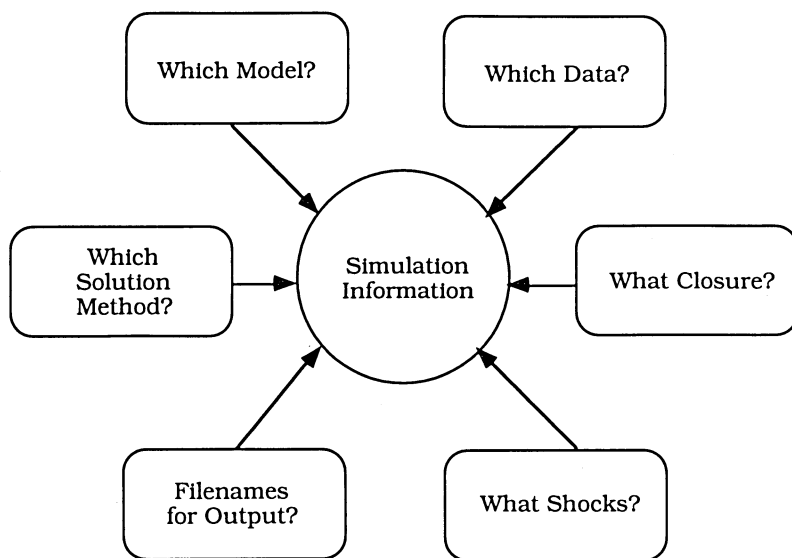 Which Model?
Which Data?
Which
Solution
Method?
Simulation
Information
What Closure?
Filenames
for Output?
What Shocks?